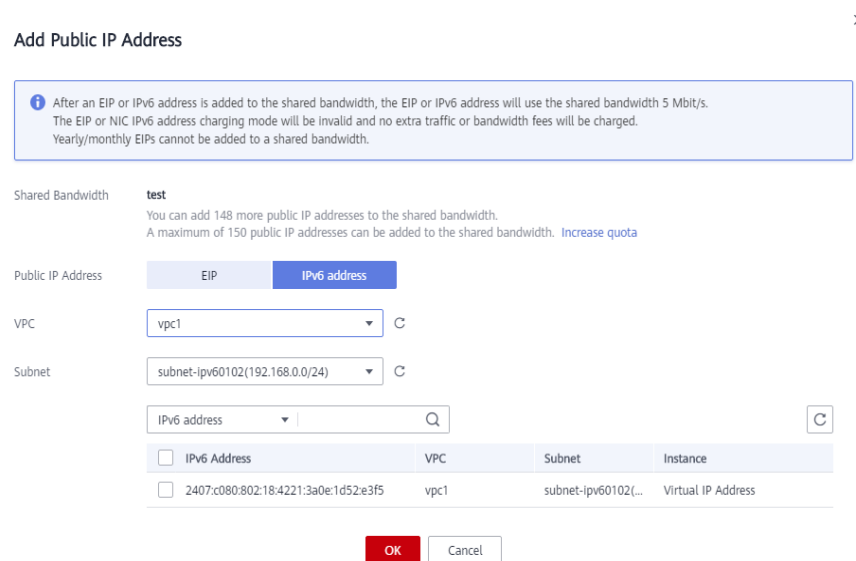 Add Public IP Address
After an EIP or IPv6 address is added to the shared bandwidth, the EIP or IPv6 address will use the shared bandwidth 5 Mbit/s.
The EIP or NIC IPv6 address charging mode will be invalid and no extra traffic or bandwidth fees will be charged.
Yearly/monthly EIPs cannot be added to a shared bandwidth.
Shared Bandwidth test
You can add 148 more public IP addresses to the shared bandwidth.
A maximum of 150 public IP addresses can be added to the shared bandwidth. Increase quota
Public IP Address EIP IPv6 address
VPC vpc1
Subnet subnet-ipv60102(192.168.0.0/24)
IPv6 address
IPv6 Address VPC Subnet Instance
2407:c080:802:18:4221:3a0e:1d52:e3f5 vpc1 subnet-ipv60102(... Virtual IP Address
OK Cancel